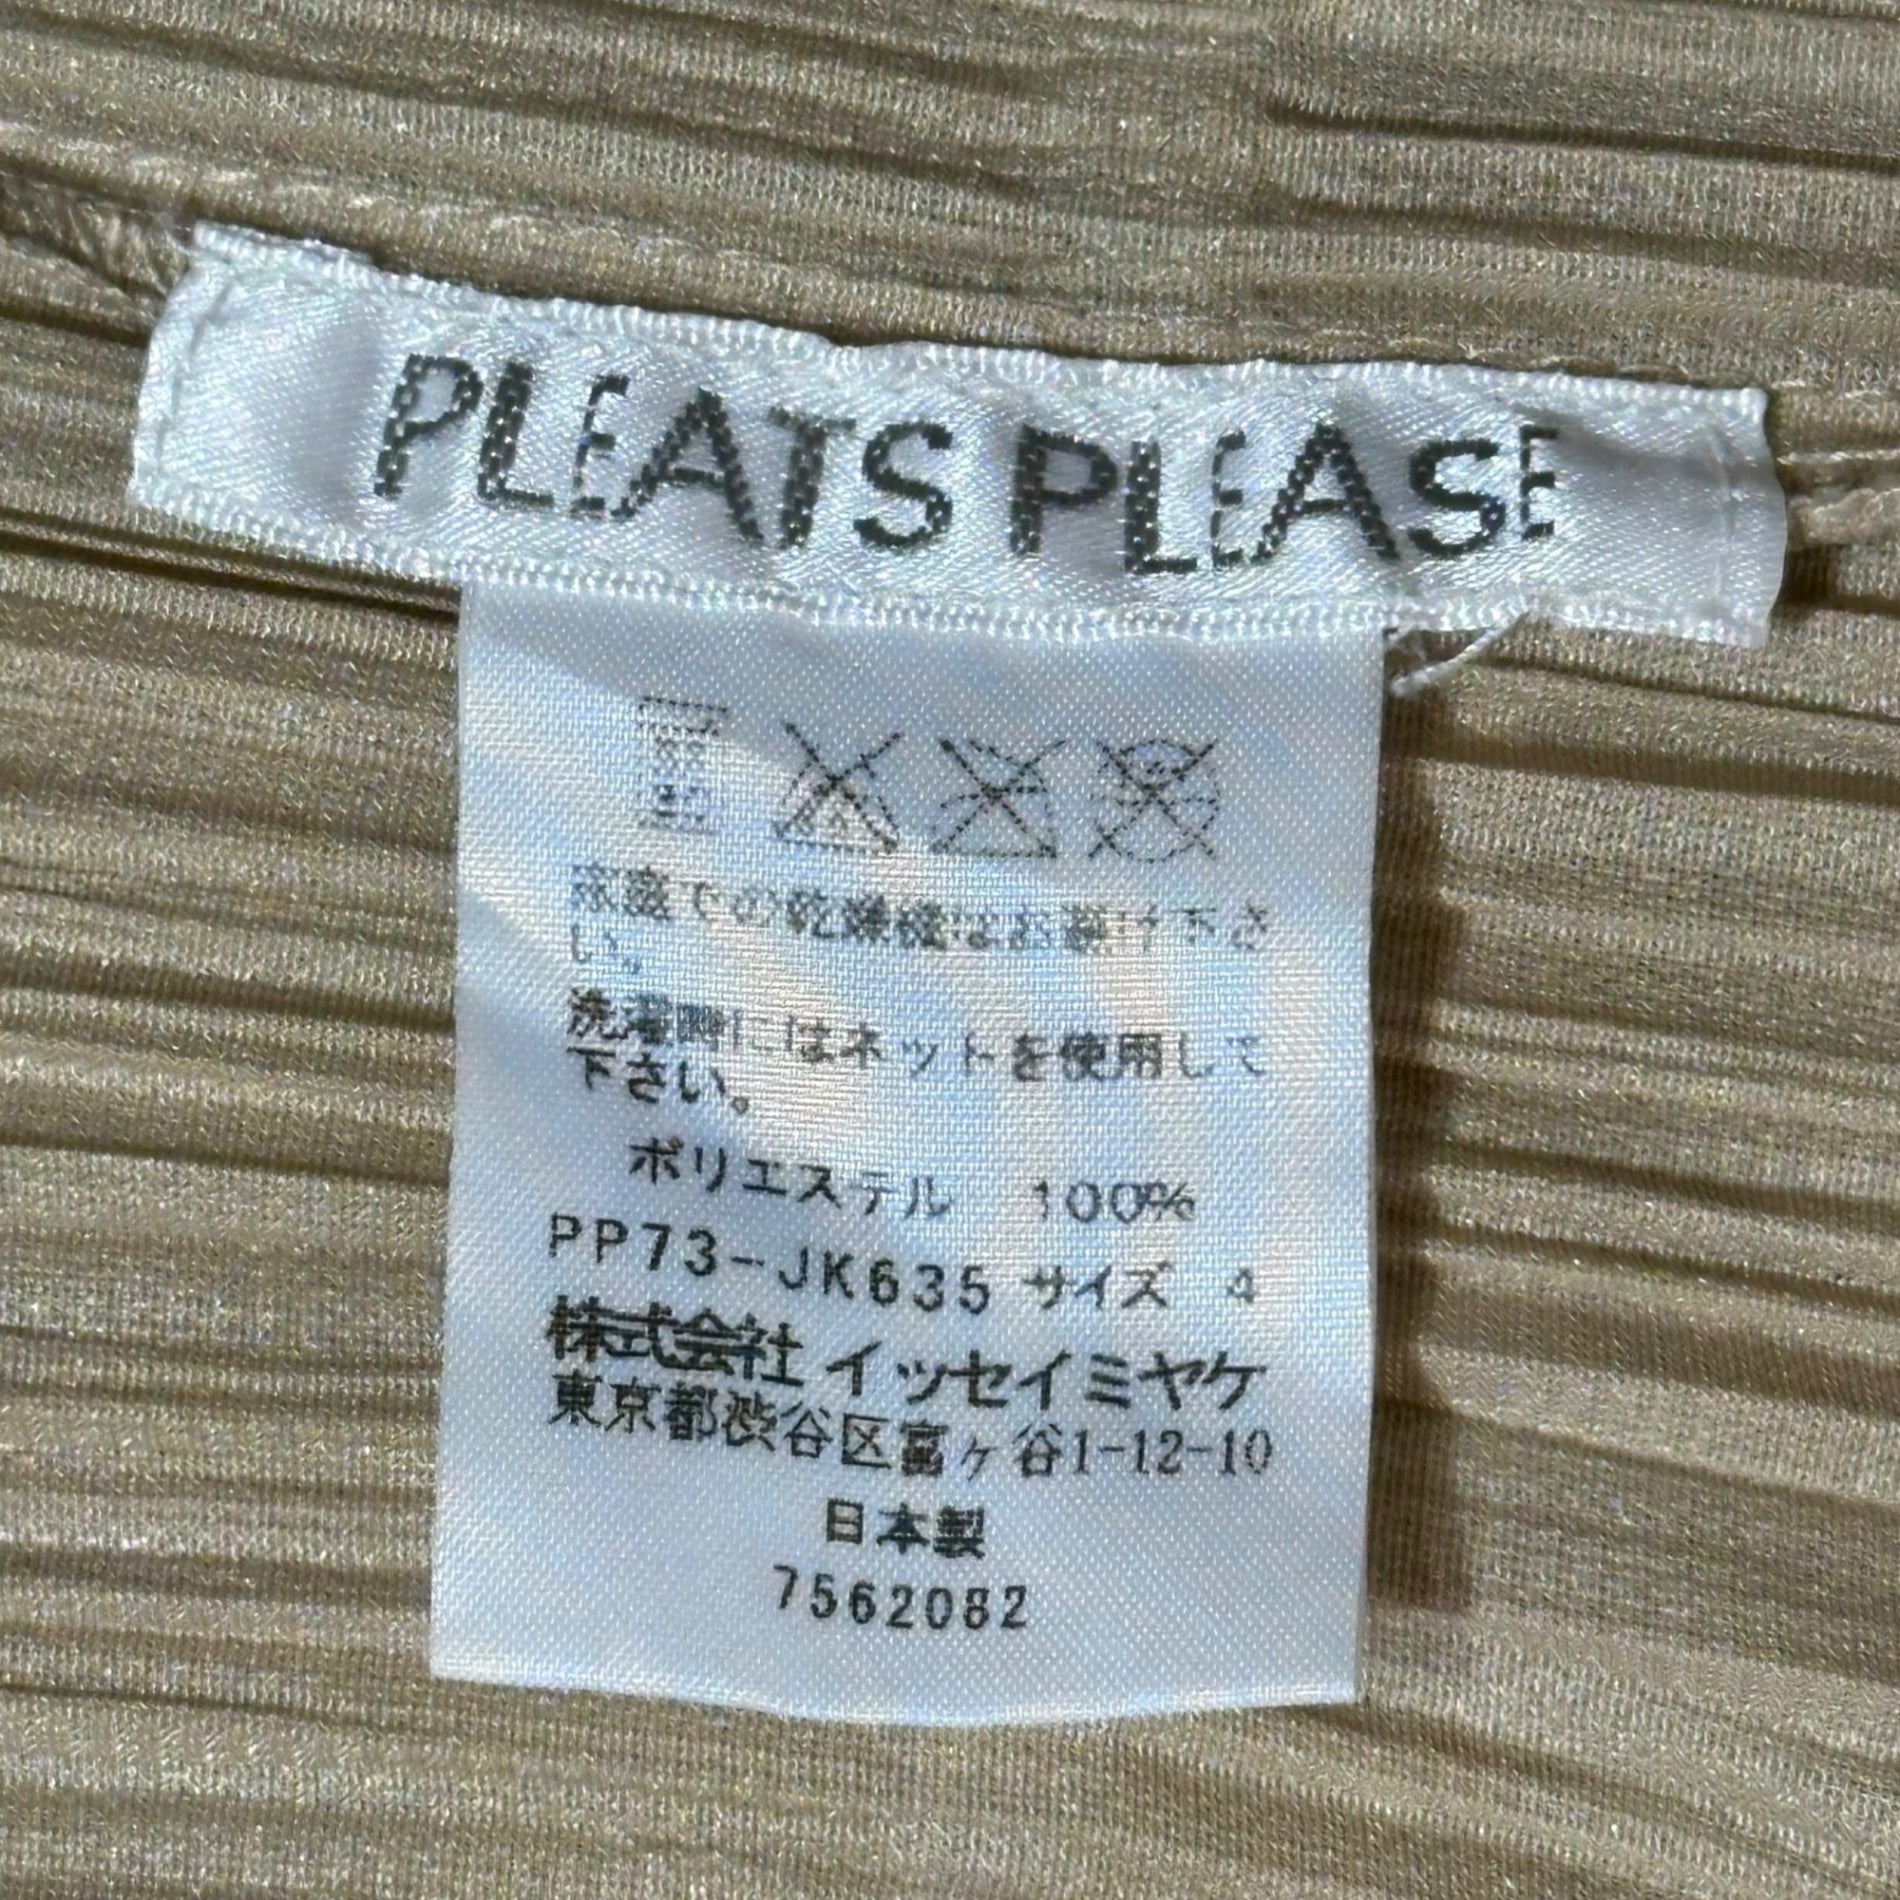 PLEATS PLEASE
家庭での乾燥機はお避け下さ
い。
洗濯時にはネットを使用して
下さい。
ポリエステル 100%
PP73-JK635 サイズ 4
株式会社 イッセイミヤケ
東京都渋谷区富ヶ谷1-12-10
日本製
7562082